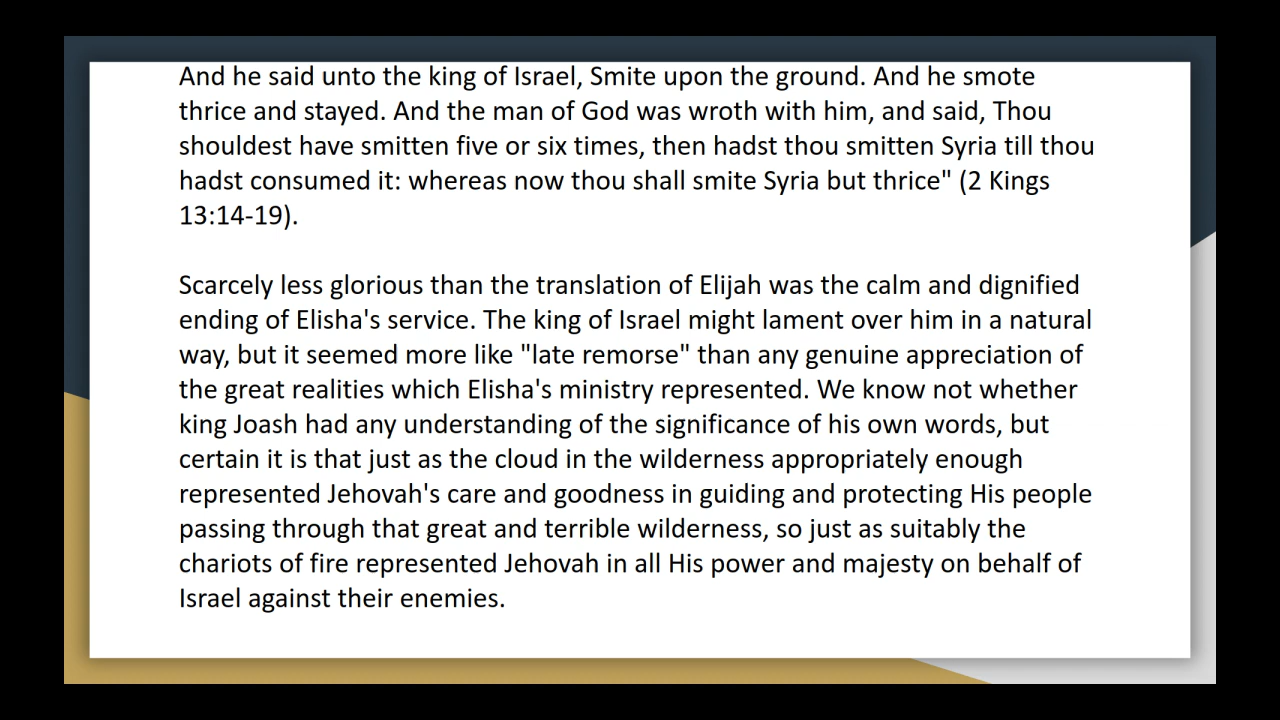 And he said unto the king of Israel, Smite upon the ground. And he smote
thrice and stayed. And the man of God was wroth with him, and said, Thou
shouldest have smitten five or six times, then hadst thou smitten Syria till thou
hadst consumed it: whereas now thou shall smite Syria but thrice" (2 Kings
13:14-19).
Scarcely less glorious than the translation of Elijah was the calm and dignified
ending of Elisha's service. The king of Israel might lament over him in a natural
way, but it seemed more like "late remorse" than any genuine appreciation of
the great realities which Elisha's ministry represented. We know not whether
king Joash had any understanding of the significance of his own words, but
certain it is that just as the cloud in the wilderness appropriately enough
represented Jehovah's care and goodness in guiding and protecting His people
passing through that great and terrible wilderness, so just as suitably the
chariots of fire represented Jehovah in all His power and majesty on behalf of
Israel against their enemies.